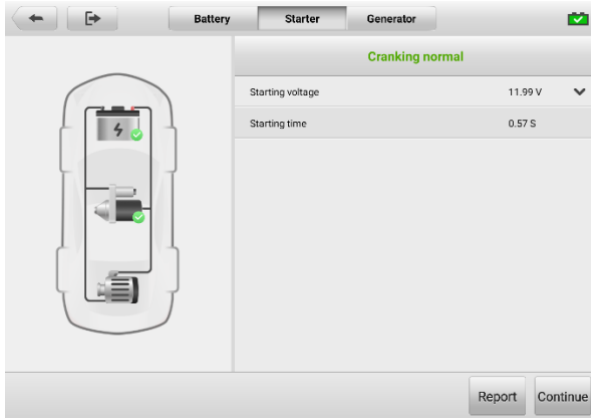 Battery Starter Generator
Cranking normal
Starting voltage 11.99 V
Starting time 0.57 S
Report Continue